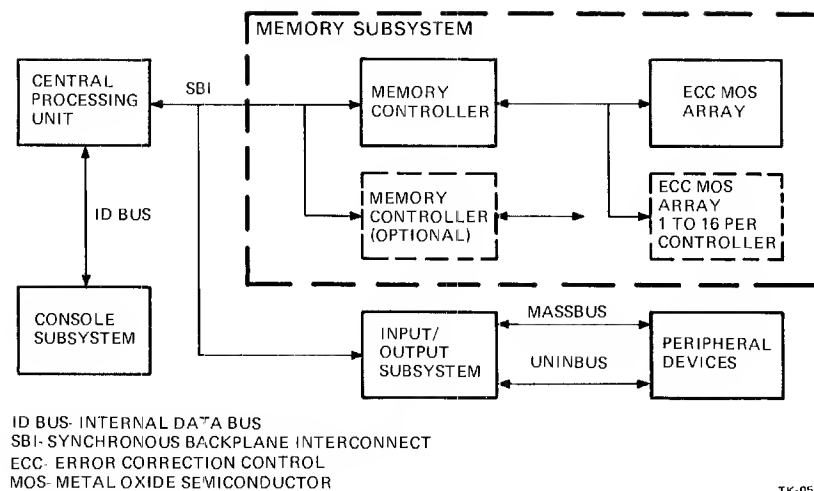 MEMORY SUBSYSTEM
CENTRAL
PROCESSING
UNIT
SBI
MEMORY
CONTROLLER
ECC MOS
ARRAY
ID BUS
MEMORY
CONTROLLER
(OPTIONAL)
ECC MOS
ARRAY
1 TO 16 PER
CONTROLLER
CONSOLE
SUBSYSTEM
INPUT/
OUTPUT
SUBSYSTEM
MASSBUS
UNINBUS
PERIPHERAL
DEVICES
ID BUS- INTERNAL DATA BUS
SBI- SYNCHRONOUS BACKPLANE INTERCONNECT
ECC- ERROR CORRECTION CONTROL
MOS- METAL OXIDE SEMICONDUCTOR